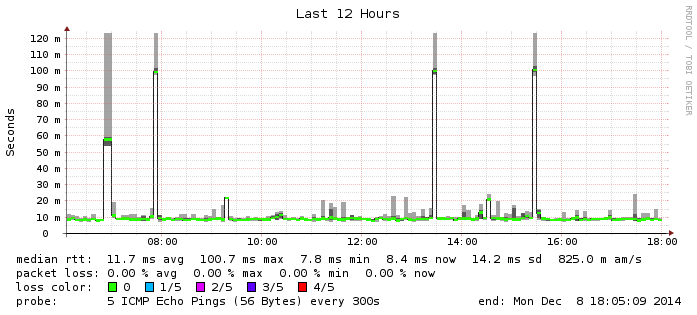 Last 12 Hours
RRDTOOL / TOBI OETIKER
Seconds
120 m
110 m
100 m
90 m
80 m
70 m
60 m
50 m
40 m
30 m
20 m
10 m
0
08:00 10:00 12:00 14:00 16:00 18:00
median rtt: 11.7 ms avg 100.7 ms max 7.8 ms min 8.4 ms now 14.2 ms sd 825.0 m am/s
packet loss: 0.00 % avg 0.00 % max 0.00 % min 0.00 % now
loss color: 0 1/5 2/5 3/5 4/5
probe: 5 ICMP Echo Pings (56 Bytes) every 300s end: Mon Dec 8 18:05:09 2014